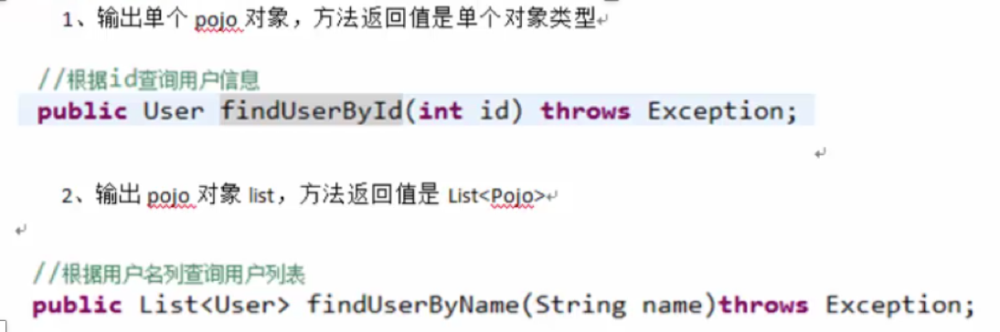 1、输出单个 pojo 对象，方法返回值是单个对象类型
//根据id查询用户信息
public User findUserById(int id) throws Exception;
2、输出 pojo 对象 list，方法返回值是 List<Pojo>
//根据用户名列查询用户列表
public List<User> findUserByName(String name)throws Exception;